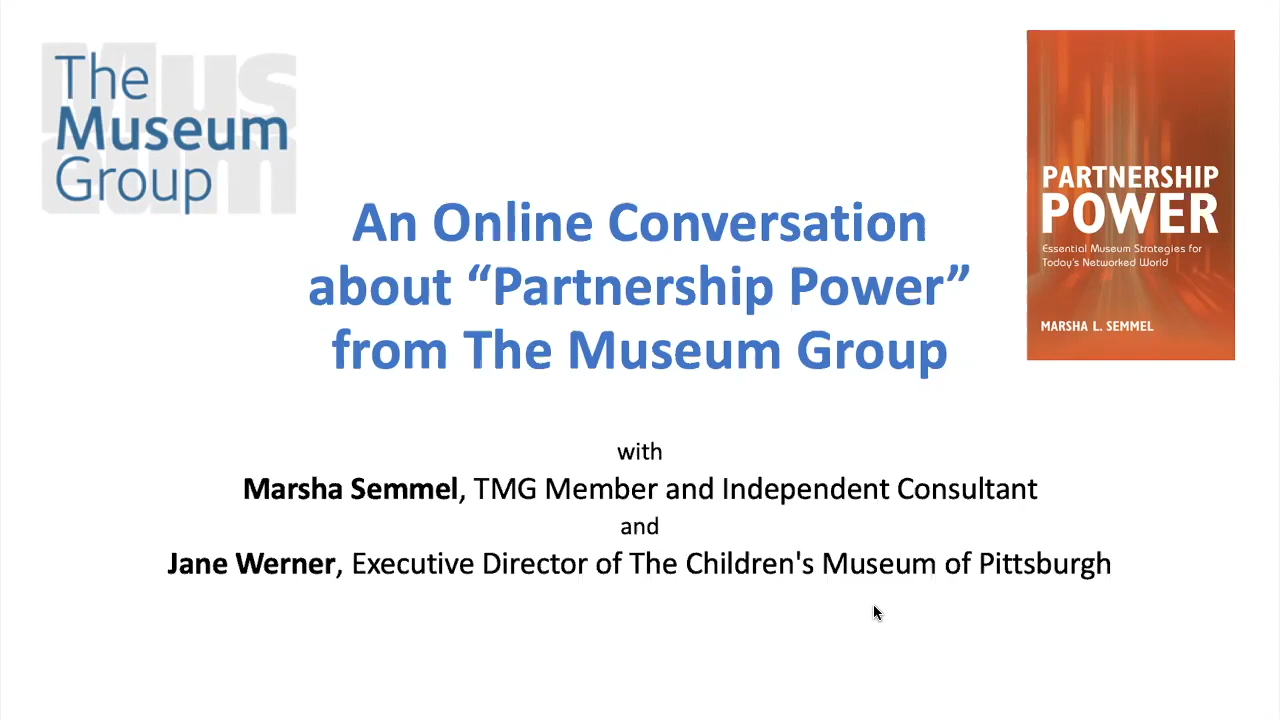 The
Museum
Group
PARTNERSHIP
POWER
Essential Museum Strategies for
Today's Networked World
MARSHA L. SEMMEL
An Online Conversation
about “Partnership Power”
from The Museum Group
with
Marsha Semmel, TMG Member and Independent Consultant
and
Jane Werner, Executive Director of The Children's Museum of Pittsburgh